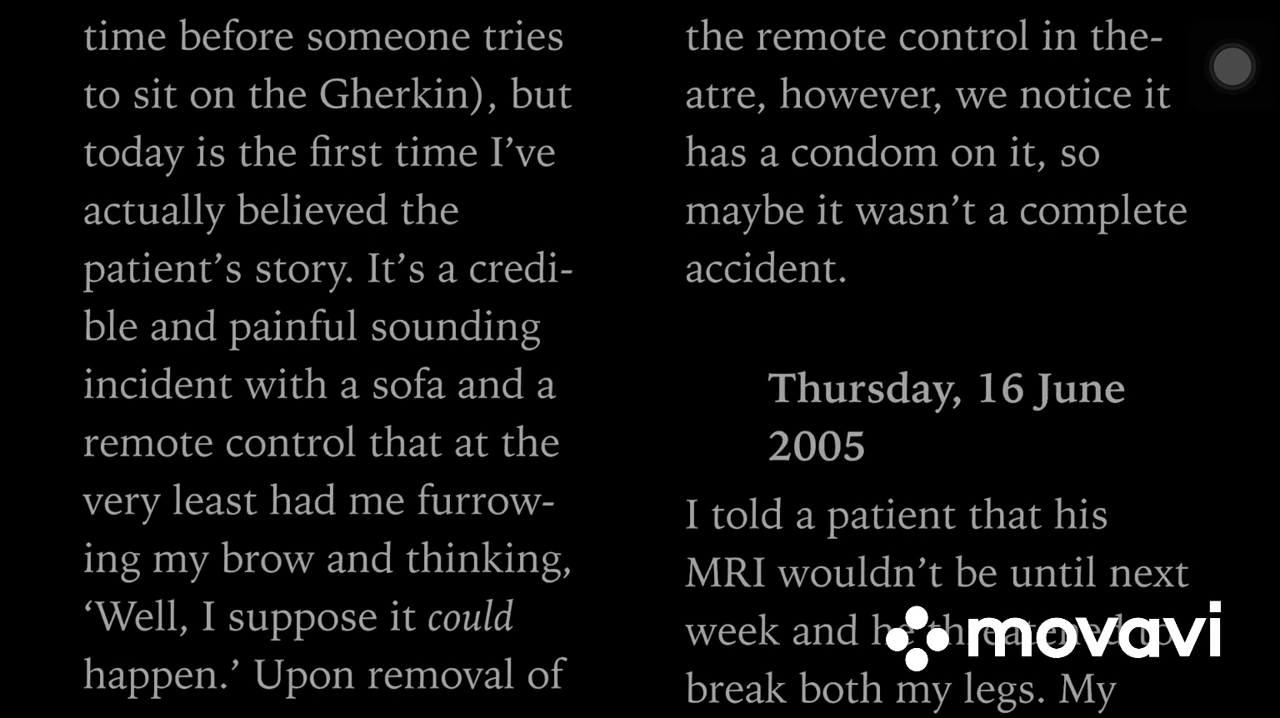 time before someone tries
to sit on the Gherkin), but
today is the first time I’ve
actually believed the
patient’s story. It’s a credi-
ble and painful sounding
incident with a sofa and a
remote control that at the
very least had me furrow-
ing my brow and thinking,
‘Well, I suppose it could
happen.’ Upon removal of
the remote control in the-
atre, however, we notice it
has a condom on it, so
maybe it wasn’t a complete
accident.
Thursday, 16 June
2005
I told a patient that his
MRI wouldn’t be until next
week and he threatened to
break both my legs. My
movavi